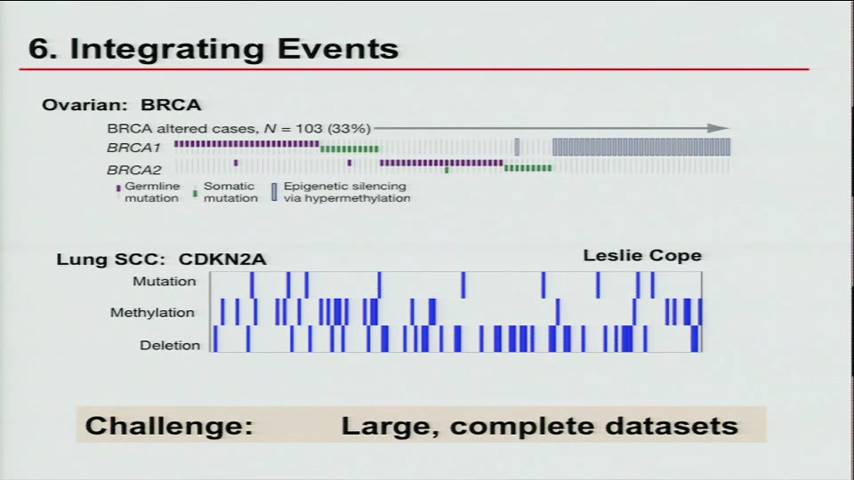 6. Integrating Events
Ovarian: BRCA
BRCA altered cases, N = 103 (33%)
BRCA1
BRCA2
Germline mutation
Somatic mutation
Epigenetic silencing via hypermethylation
Lung SCC: CDKN2A
Leslie Cope
Mutation
Methylation
Deletion
Challenge: Large, complete datasets